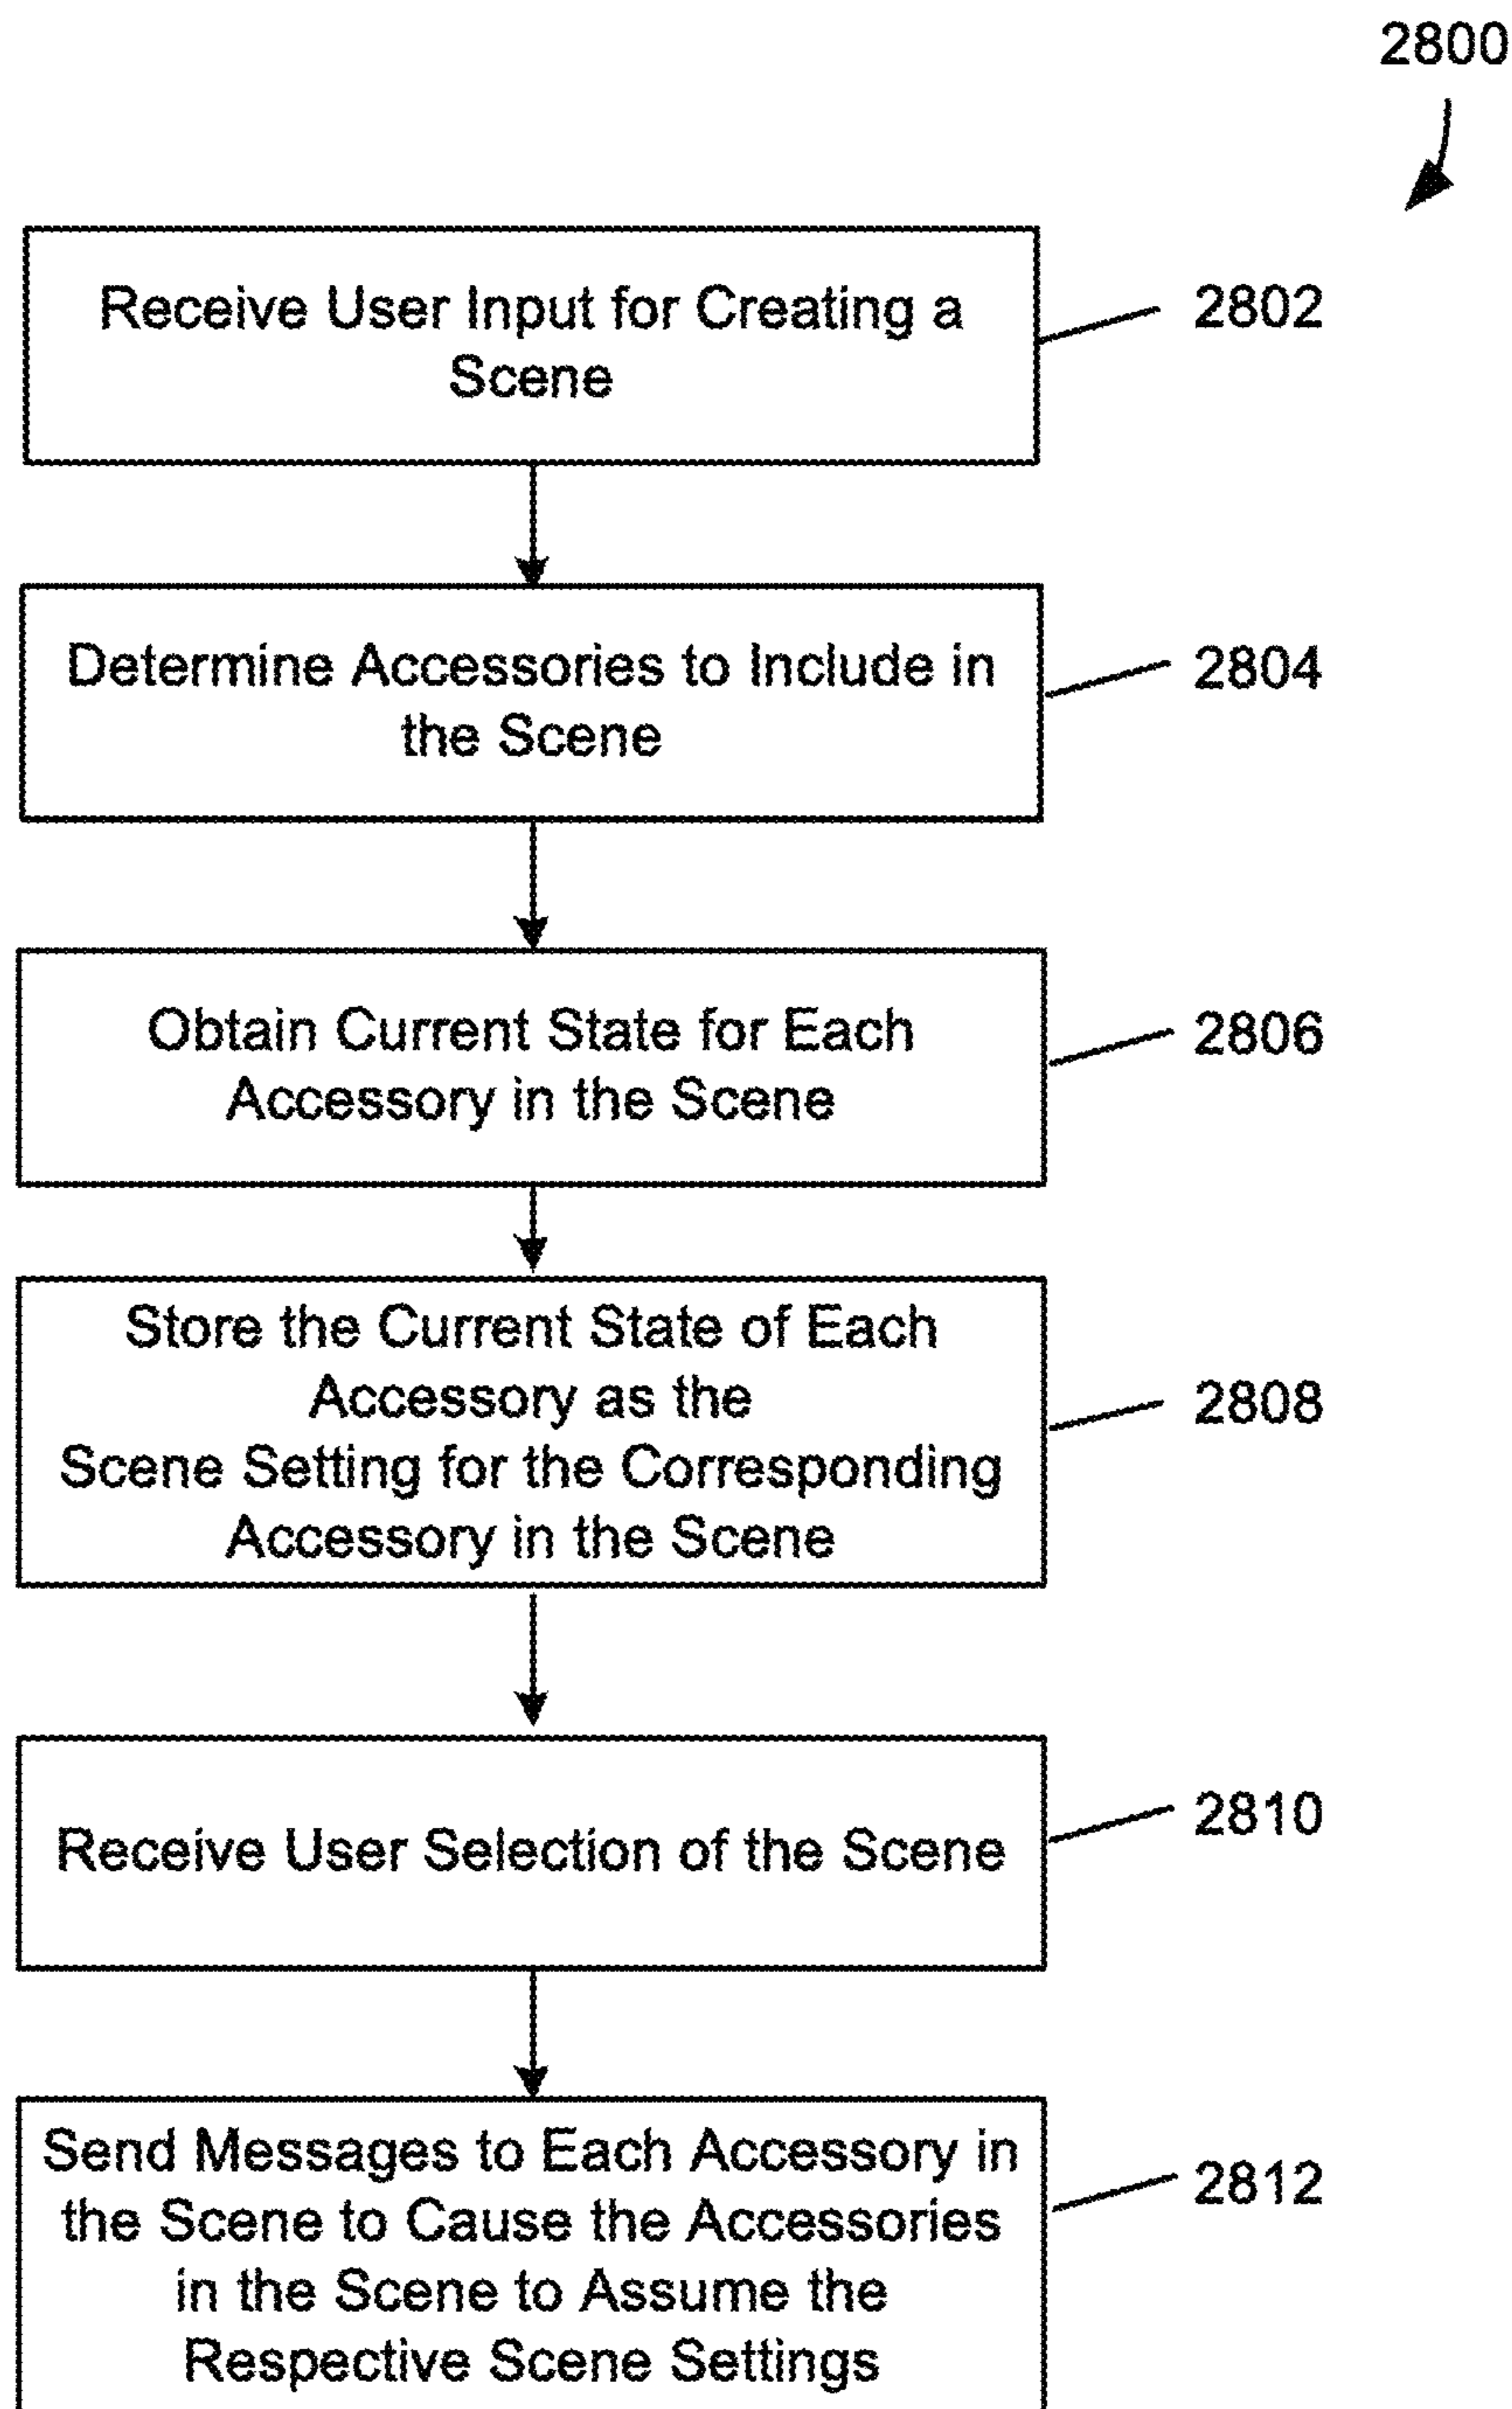 2800
Receive User Input for Creating a
Scene
2802
Determine Accessories to Include in
the Scene
2804
Obtain Current State for Each
Accessory in the Scene
2806
Store the Current State of Each
Accessory as the
Scene Setting for the Corresponding
Accessory in the Scene
2808
Receive User Selection of the Scene
2810
Send Messages to Each Accessory in
the Scene to Cause the Accessories
in the Scene to Assume the
Respective Scene Settings
2812